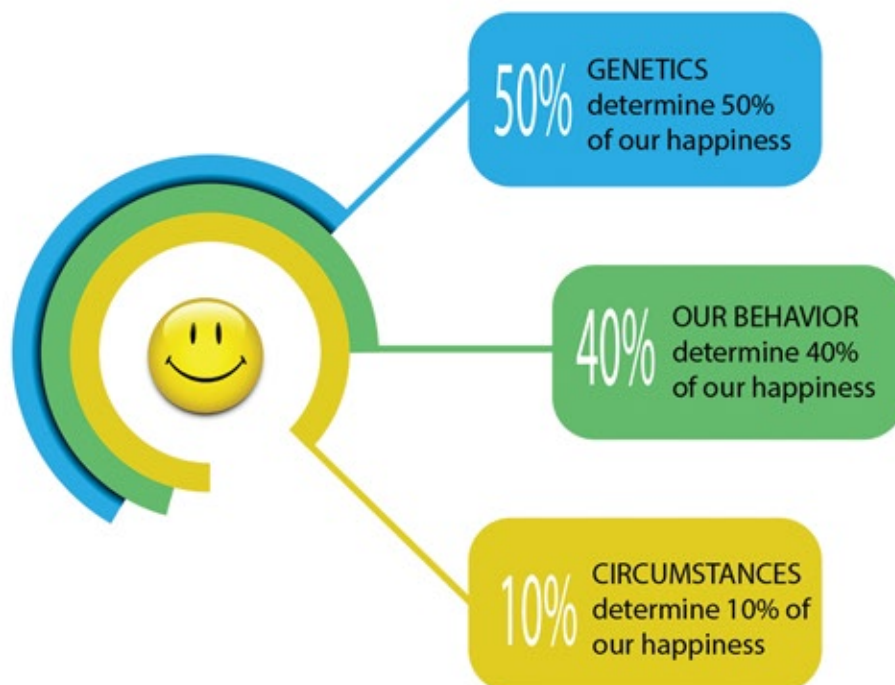 50%
GENETICS
determine 50%
of our happiness
40%
OUR BEHAVIOR
determine 40%
of our happiness
10%
CIRCUMSTANCES
determine 10% of
our happiness